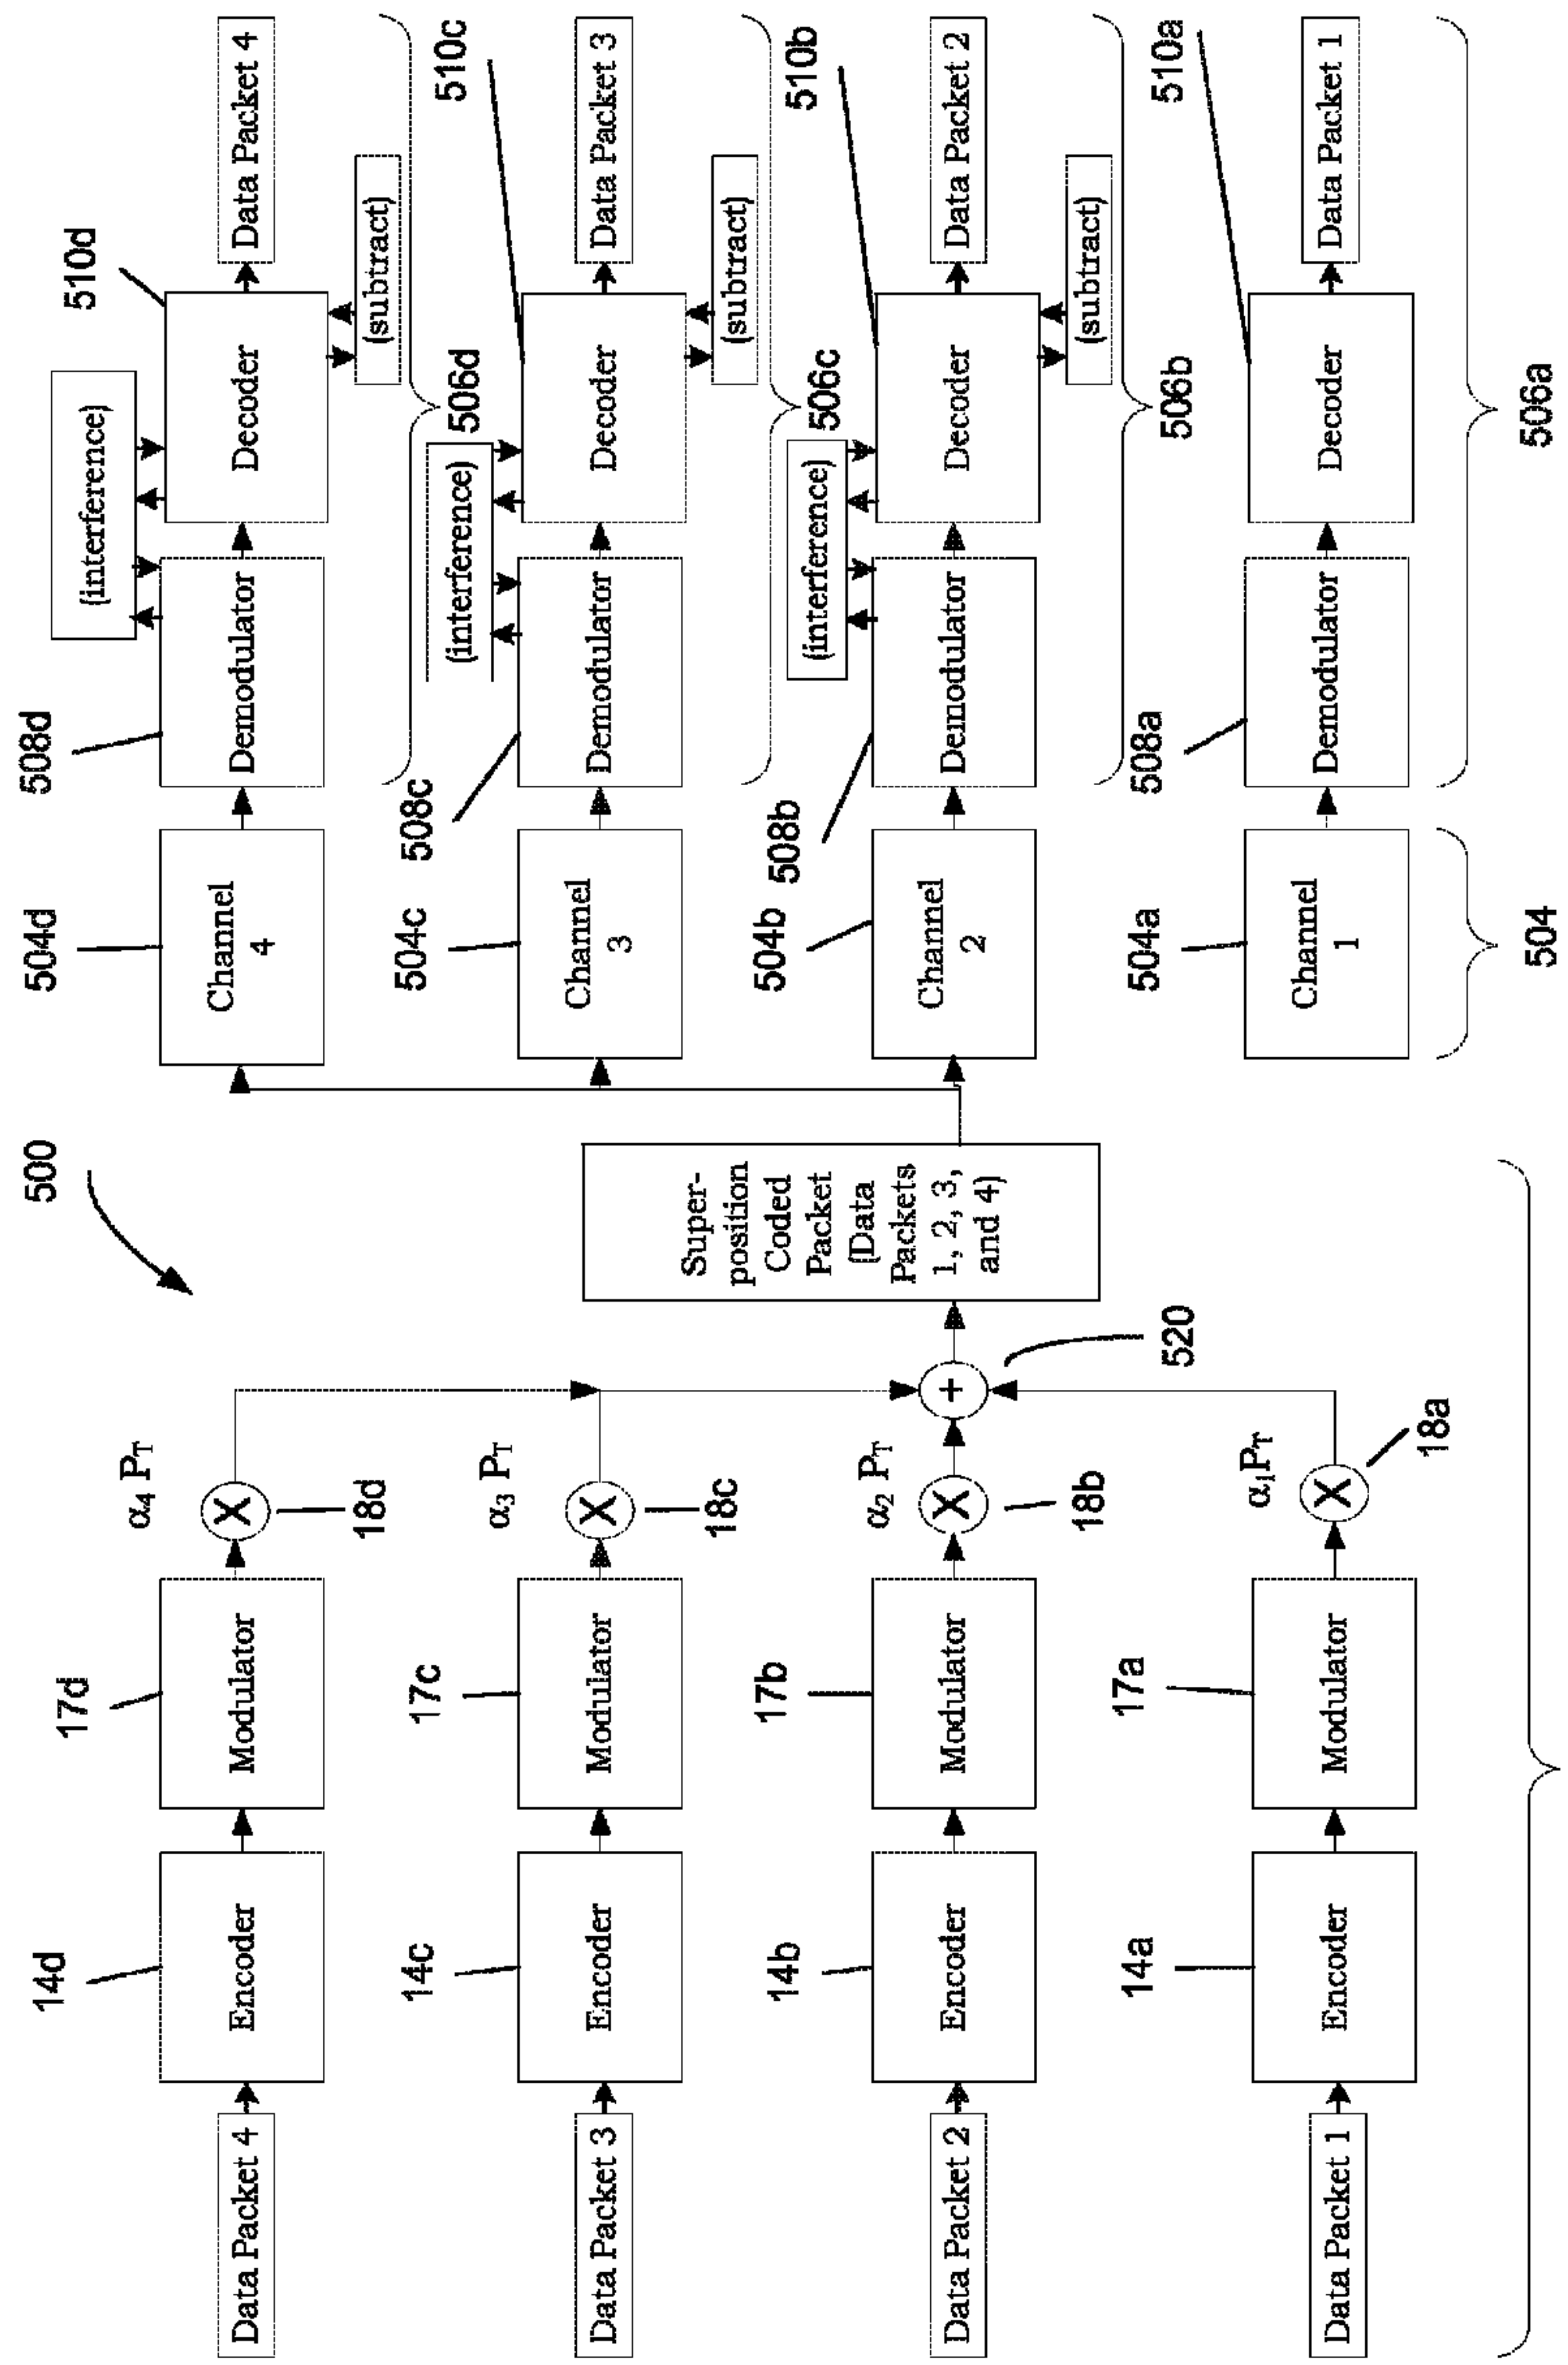 500
Data Packet 4
14d
Encoder
17d
Modulator
α4 PT
X
18d
504d
Channel
4
508d
Demodulator
(interference)
510d
Decoder
(subtract)
Data Packet 4
506d
Data Packet 3
14c
Encoder
17c
Modulator
α3 PT
X
18c
504c
Channel
3
508c
Demodulator
(interference)
510c
Decoder
(subtract)
Data Packet 3
506c
Data Packet 2
14b
Encoder
17b
Modulator
α2 PT
X
18b
+
520
Super-
position
Coded
Packet
(Data
Packets
1, 2, 3,
and 4)
504b
Channel
2
508b
Demodulator
(interference)
510b
Decoder
(subtract)
Data Packet 2
506b
Data Packet 1
14a
Encoder
17a
Modulator
α1PT
X
18a
504a
Channel
1
508a
Demodulator
510a
Decoder
Data Packet 1
504
506a